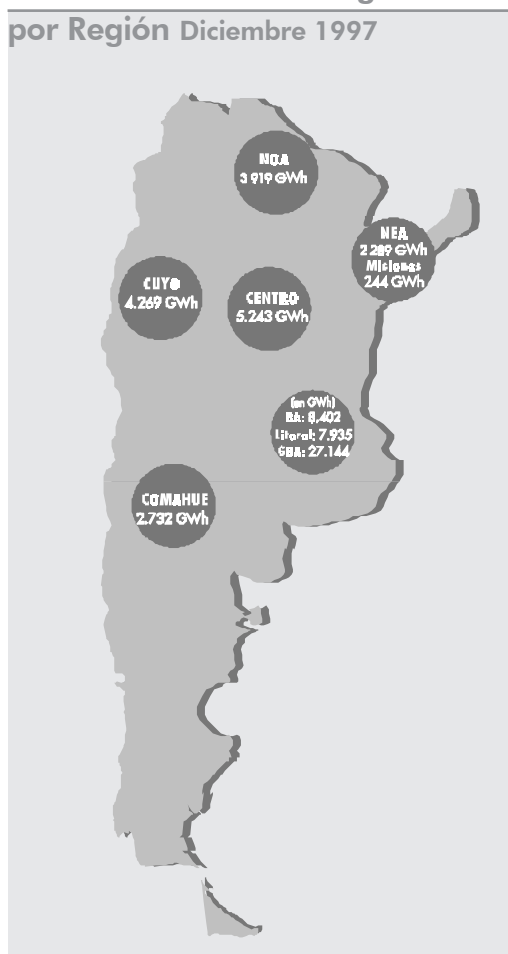 por Región Diciembre 1997
NOA
3 919 GWh
NEA
2 289 GWh
Misiones
244 GWh
CUYO
4.269 GWh
CENTRO
5.243 GWh
(en GWh)
BA: 8,402
Litoral: 7.935
GBA: 27.144
COMAHUE
2.732 GWh